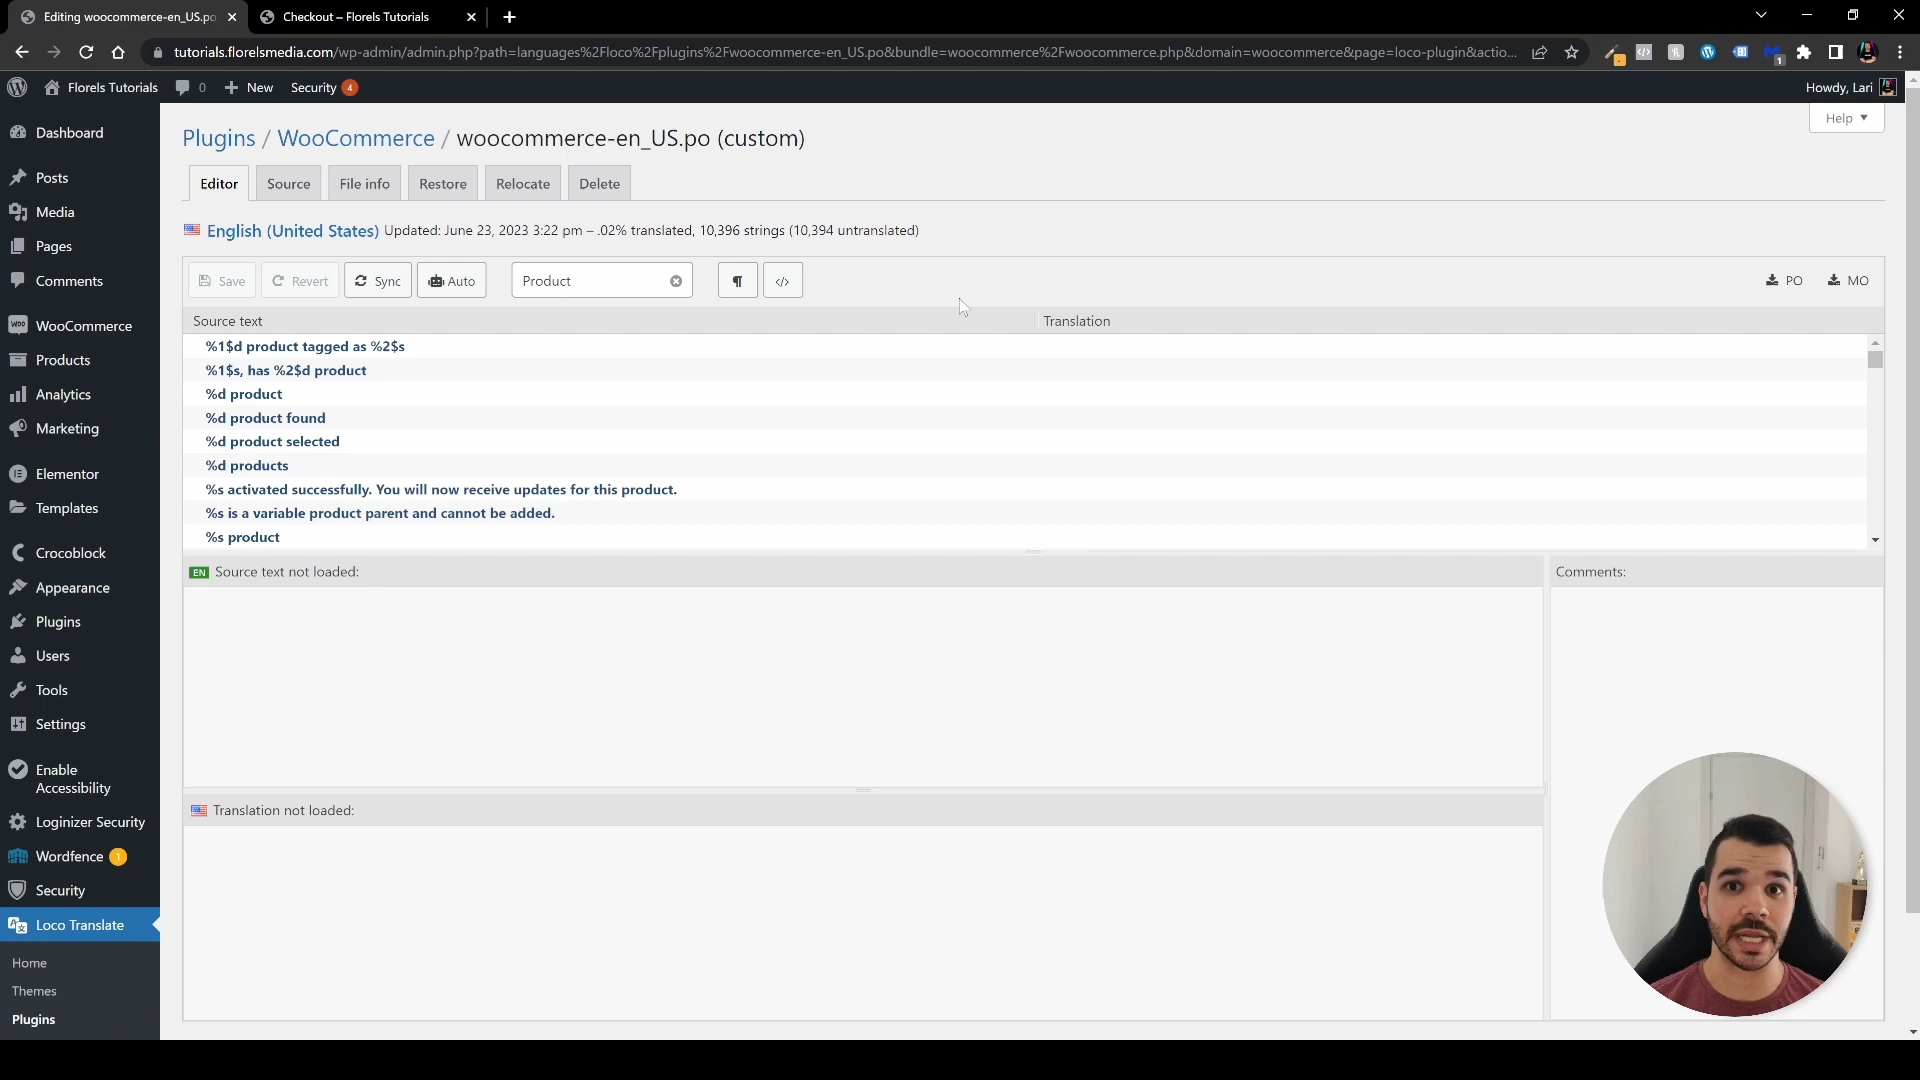 Editing woocommerce-en_US.po
Checkout – Florels Tutorials
tutorials.florelsmedia.com/wp-admin/admin.php?path=languages%2Floco%2Fplugins%2Fwoocommerce-en_US.po&bundle=woocommerce%2Fwoocommerce.php&domain=woocommerce&page=loco-plugin&actio...
1
Florels Tutorials
0
New
Security 4
Howdy, Lari
Help
Dashboard
Posts
Media
Pages
Comments
WooCommerce
Products
Analytics
Marketing
Elementor
Templates
Crocoblock
Appearance
Plugins
Users
Tools
Settings
Enable
Accessibility
Loginizer Security
Wordfence 1
Security
Loco Translate
Home
Themes
Plugins
Plugins / WooCommerce / woocommerce-en_US.po (custom)
Editor
Source
File info
Restore
Relocate
Delete
English (United States) Updated: June 23, 2023 3:22 pm – .02% translated, 10,396 strings (10,394 untranslated)
Save
Revert
Sync
Auto
Product
¶
</>
PO
MO
Source text
Translation
%1$d product tagged as %2$s
%1$s, has %2$d product
%d product
%d product found
%d product selected
%d products
%s activated successfully. You will now receive updates for this product.
%s is a variable product parent and cannot be added.
%s product
EN Source text not loaded:
Comments:
Translation not loaded: